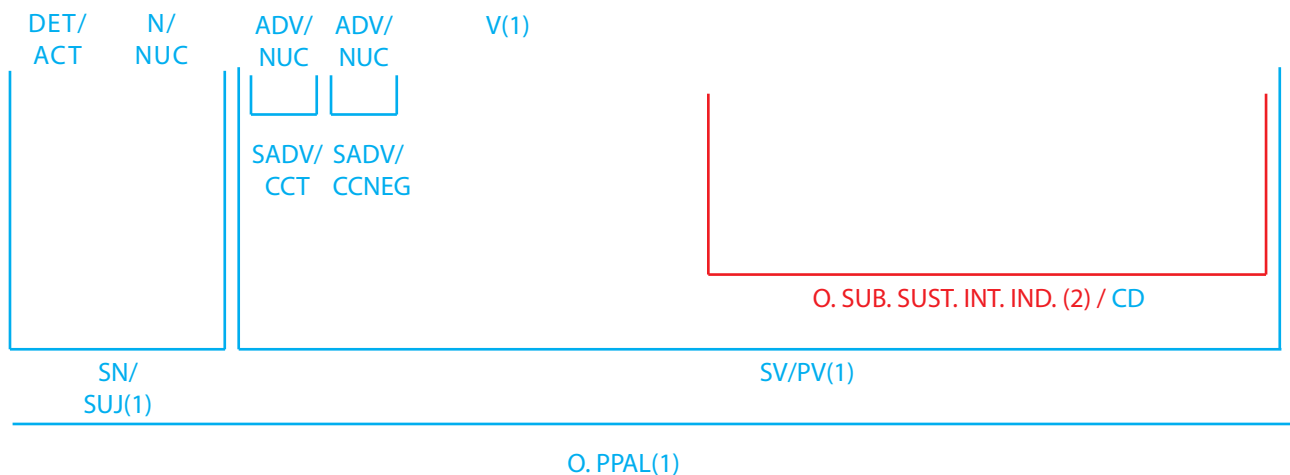 DET/ N/ ADV/ ADV/ V(1)
ACT NUC NUC NUC
SADV/ SADV/
CCT CCNEG
O. SUB. SUST. INT. IND. (2) / CD
SN/ SV/PV(1)
SUJ(1)
O. PPAL(1)